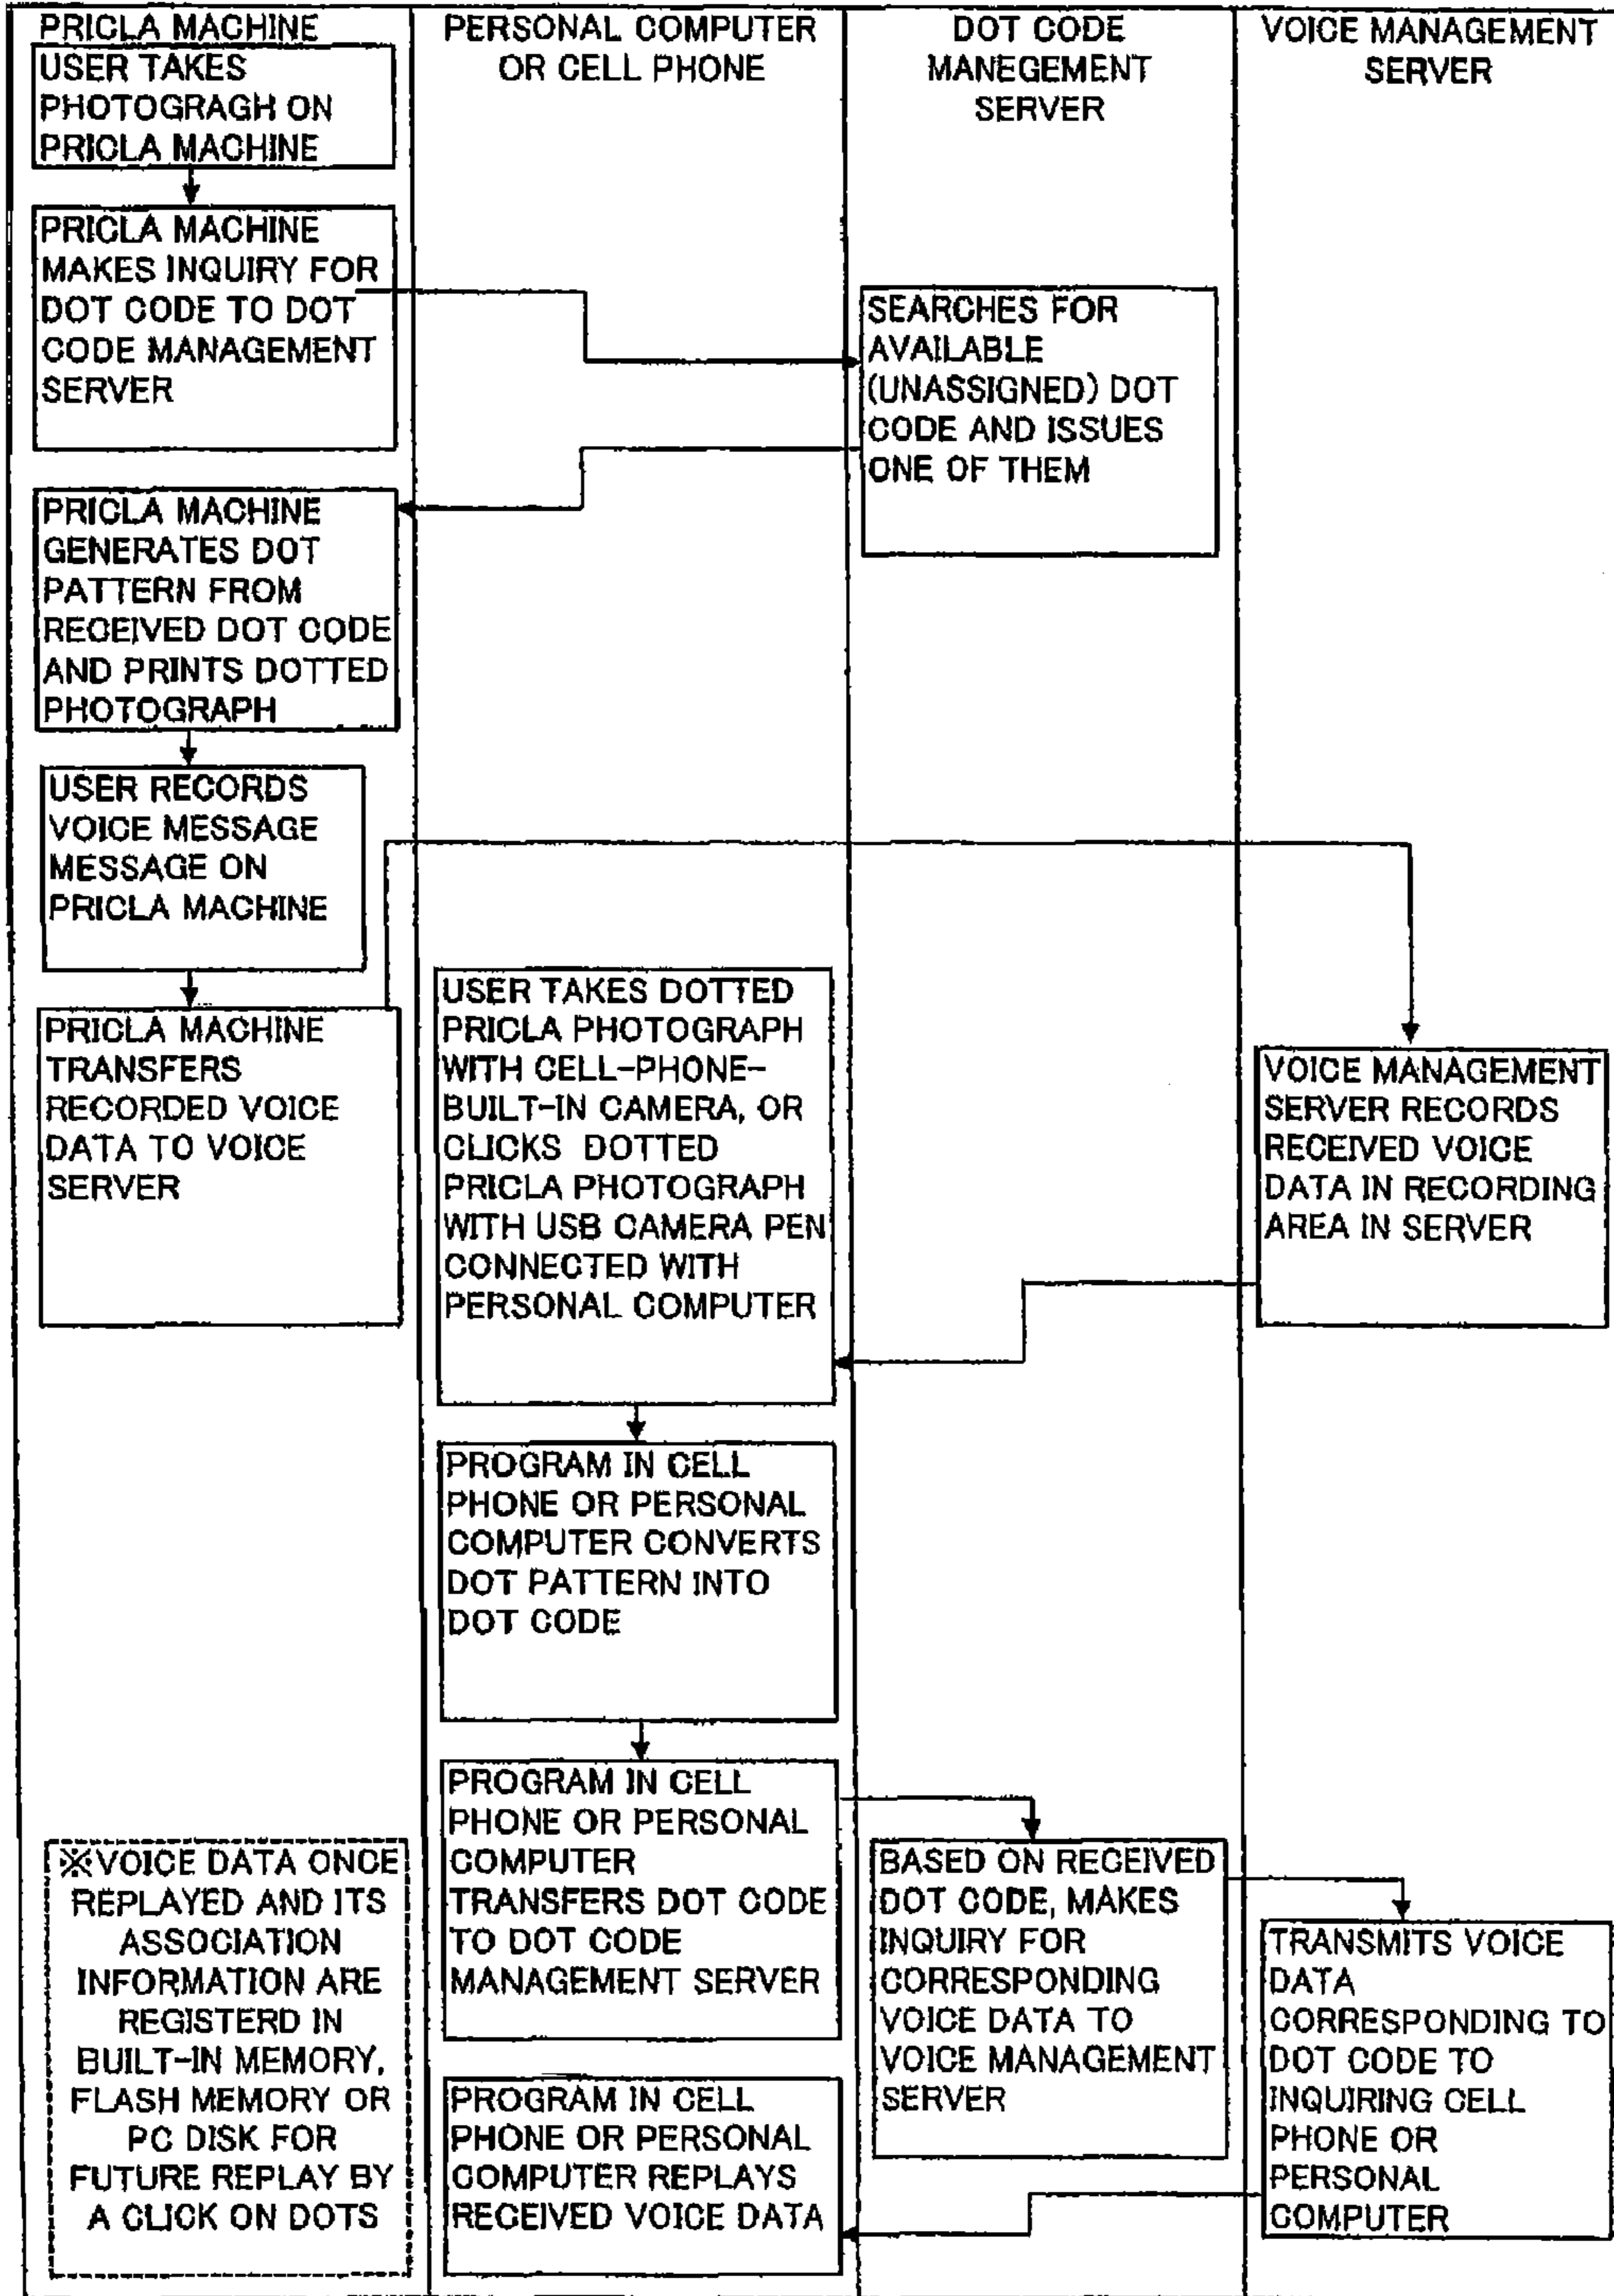 PRICLA MACHINE
USER TAKES
PHOTOGRAGH ON
PRICLA MACHINE
PRICLA MACHINE
MAKES INQUIRY FOR
DOT CODE TO DOT
CODE MANAGEMENT
SERVER
PRICLA MACHINE
GENERATES DOT
PATTERN FROM
RECEIVED DOT CODE
AND PRINTS DOTTED
PHOTOGRAPH
USER RECORDS
VOICE MESSAGE
MESSAGE ON
PRICLA MACHINE
PRICLA MACHINE
TRANSFERS
RECORDED VOICE
DATA TO VOICE
SERVER
※VOICE DATA ONCE
REPLAYED AND ITS
ASSOCIATION
INFORMATION ARE
REGISTERD IN
BUILT-IN MEMORY,
FLASH MEMORY OR
PC DISK FOR
FUTURE REPLAY BY
A CLICK ON DOTS
PERSONAL COMPUTER
OR CELL PHONE
USER TAKES DOTTED
PRICLA PHOTOGRAPH
WITH CELL-PHONE-
BUILT-IN CAMERA, OR
CLICKS DOTTED
PRICLA PHOTOGRAPH
WITH USB CAMERA PEN
CONNECTED WITH
PERSONAL COMPUTER
PROGRAM IN CELL
PHONE OR PERSONAL
COMPUTER CONVERTS
DOT PATTERN INTO
DOT CODE
PROGRAM IN CELL
PHONE OR PERSONAL
COMPUTER
TRANSFERS DOT CODE
TO DOT CODE
MANAGEMENT SERVER
PROGRAM IN CELL
PHONE OR PERSONAL
COMPUTER REPLAYS
RECEIVED VOICE DATA
DOT CODE
MANEGEMENT
SERVER
SEARCHES FOR
AVAILABLE
(UNASSIGNED) DOT
CODE AND ISSUES
ONE OF THEM
BASED ON RECEIVED
DOT CODE, MAKES
INQUIRY FOR
CORRESPONDING
VOICE DATA TO
VOICE MANAGEMENT
SERVER
VOICE MANAGEMENT
SERVER
VOICE MANAGEMENT
SERVER RECORDS
RECEIVED VOICE
DATA IN RECORDING
AREA IN SERVER
TRANSMITS VOICE
DATA
CORRESPONDING TO
DOT CODE TO
INQUIRING CELL
PHONE OR
PERSONAL
COMPUTER